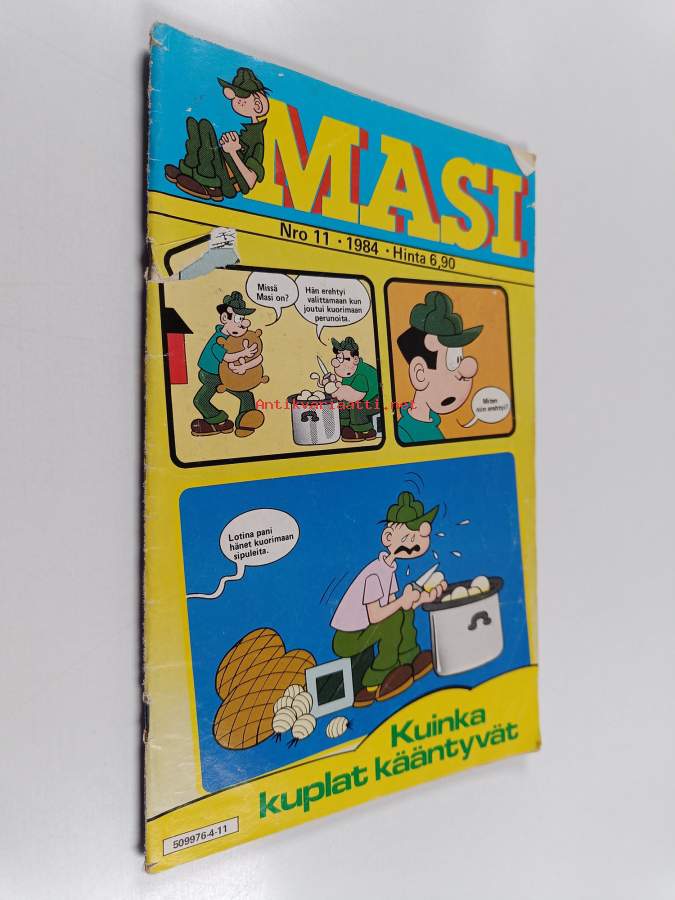 MASI
Nro 11 · 1984 · Hinta 6,90
Missä
Masi on?
Hän erehtyi
valittamaan kun
joutui kuorimaan
perunoita.
Miten
niin erehtyi?
Antikvariaatti.net
Lotina pani
hänet kuorimaan
sipuleita.
Kuinka
kuplat kääntyvät
509976-4-11